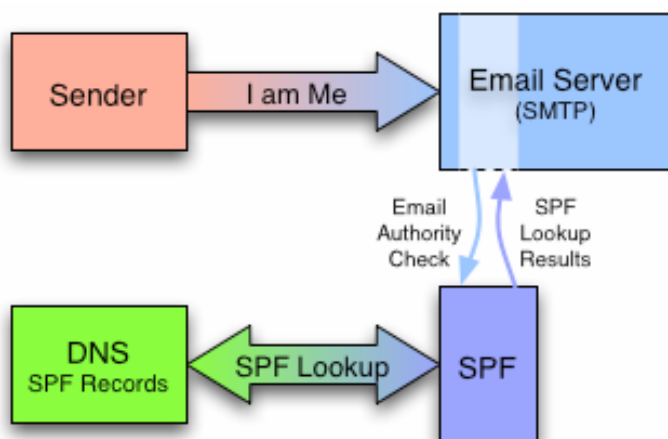 Sender
I am Me
Email Server
(SMTP)
Email
Authority
Check
SPF
Lookup
Results
DNS
SPF Records
SPF Lookup
SPF